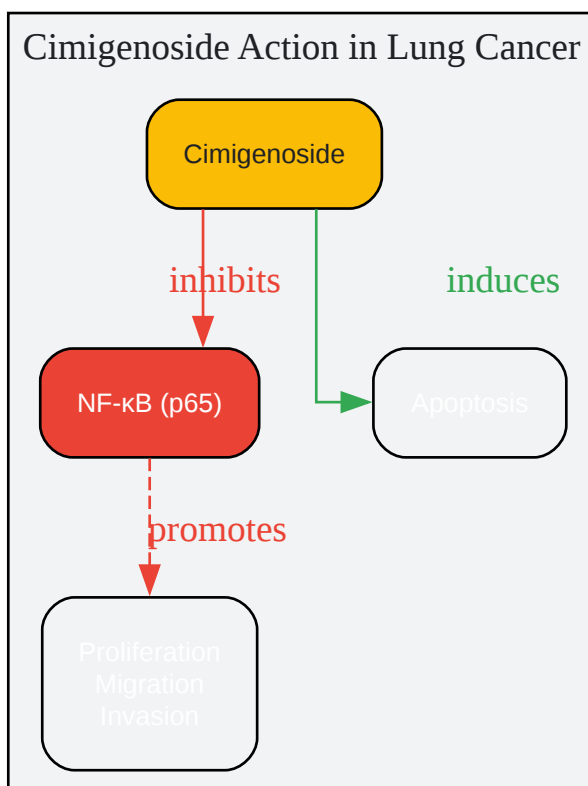 Cimigenoside Action in Lung Cancer
Cimigenoside
inhibits
induces
NF-κB (p65)
Apoptosis
promotes
Proliferation
Migration
Invasion